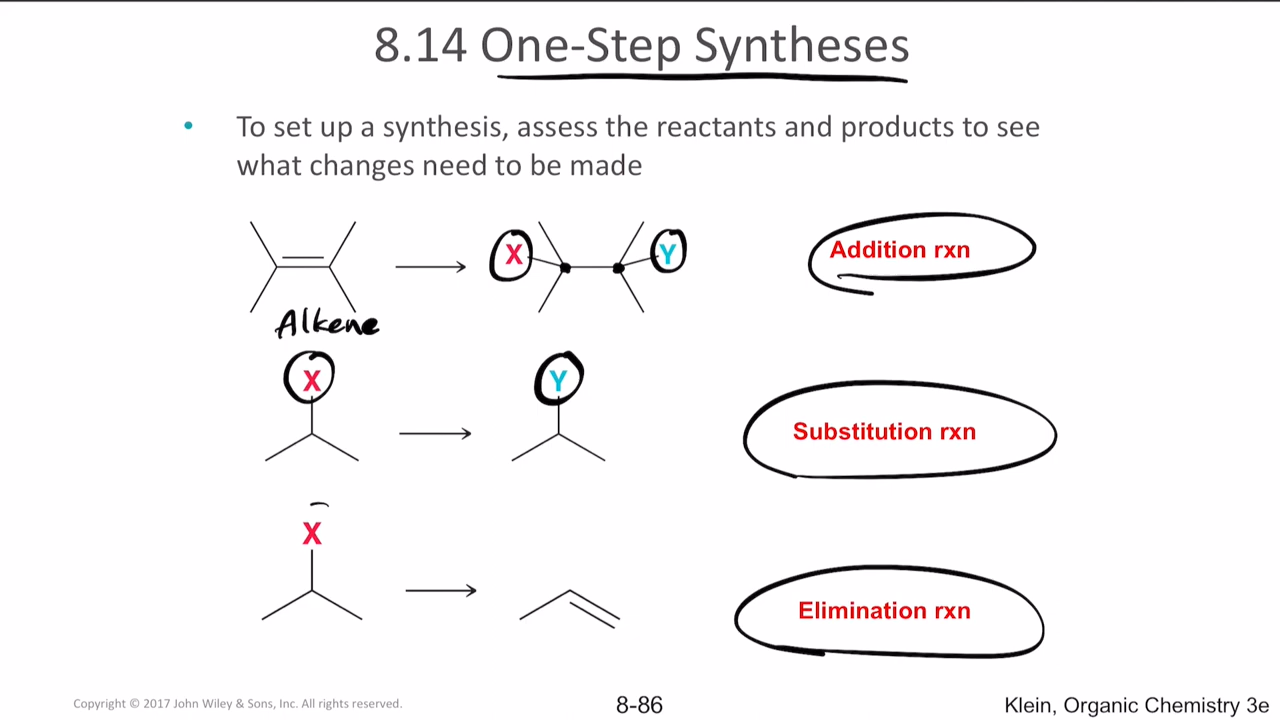 8.14 One-Step Syntheses
• To set up a synthesis, assess the reactants and products to see
what changes need to be made
X Y Addition rxn
Alkene
X Y
Substitution rxn
X
Elimination rxn
Copyright © 2017 John Wiley & Sons, Inc. All rights reserved. 8-86 Klein, Organic Chemistry 3e